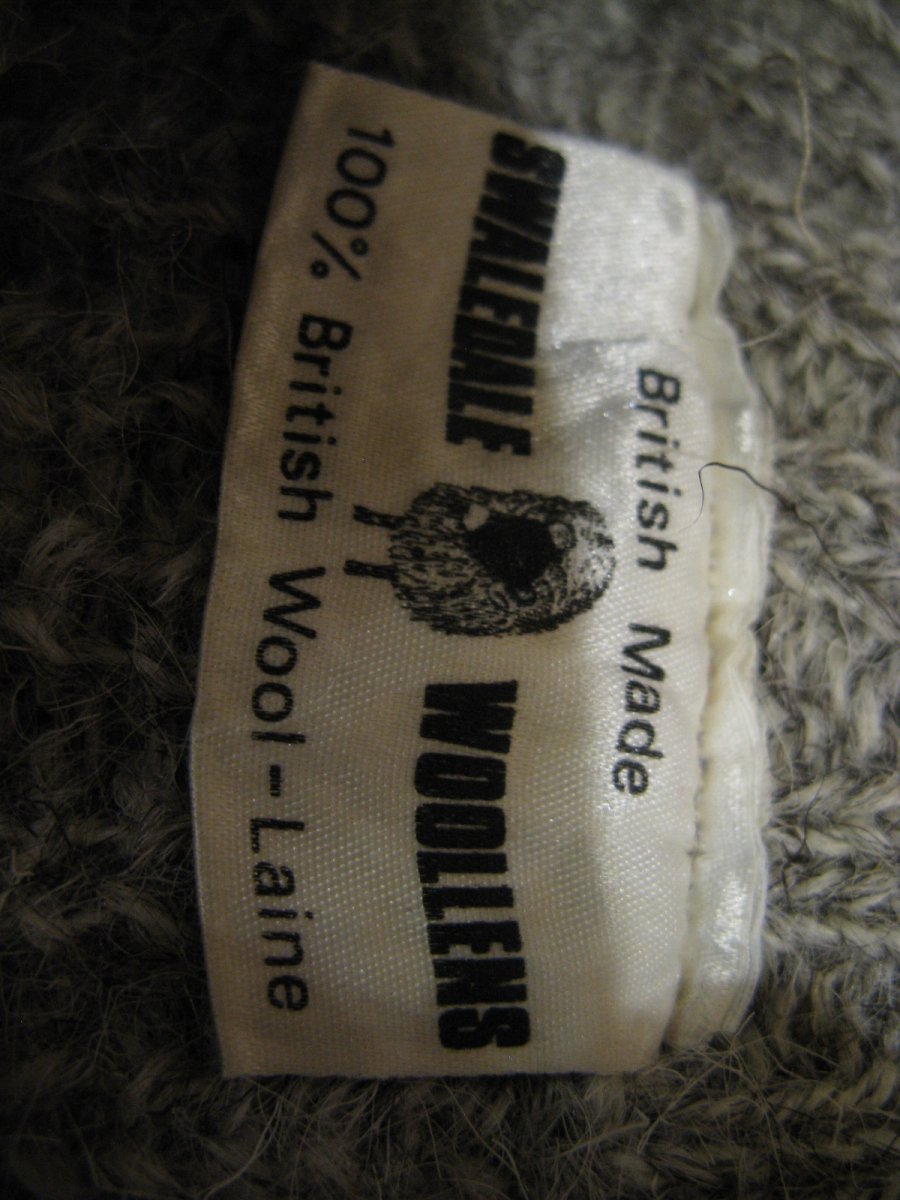 British Made
SWALEDALE WOOLLENS
100% British Wool - Laine